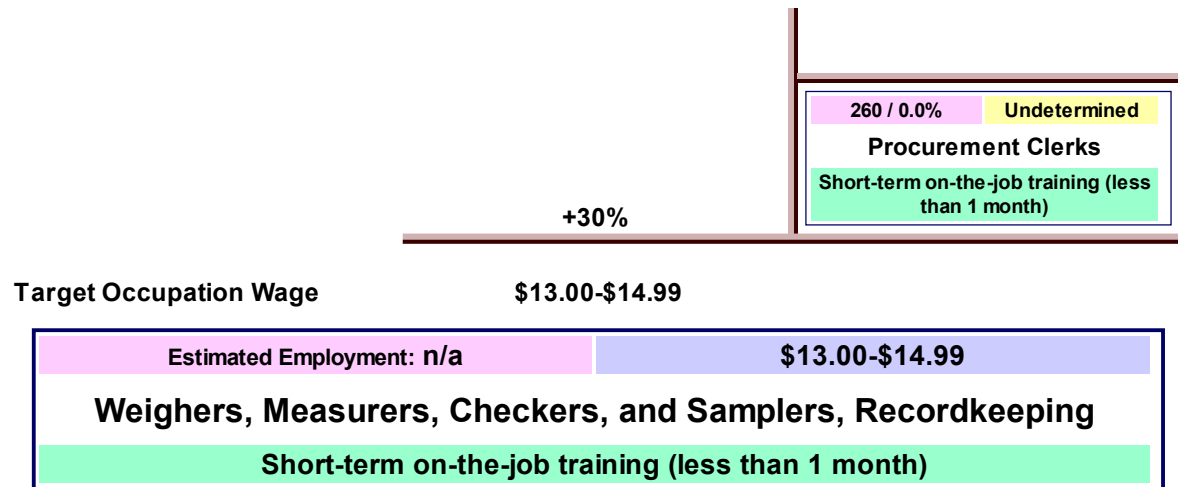 260 / 0.0% Undetermined
Procurement Clerks
Short-term on-the-job training (less
than 1 month)
+30%
Target Occupation Wage $13.00-$14.99
Estimated Employment: n/a $13.00-$14.99
Weighers, Measurers, Checkers, and Samplers, Recordkeeping
Short-term on-the-job training (less than 1 month)